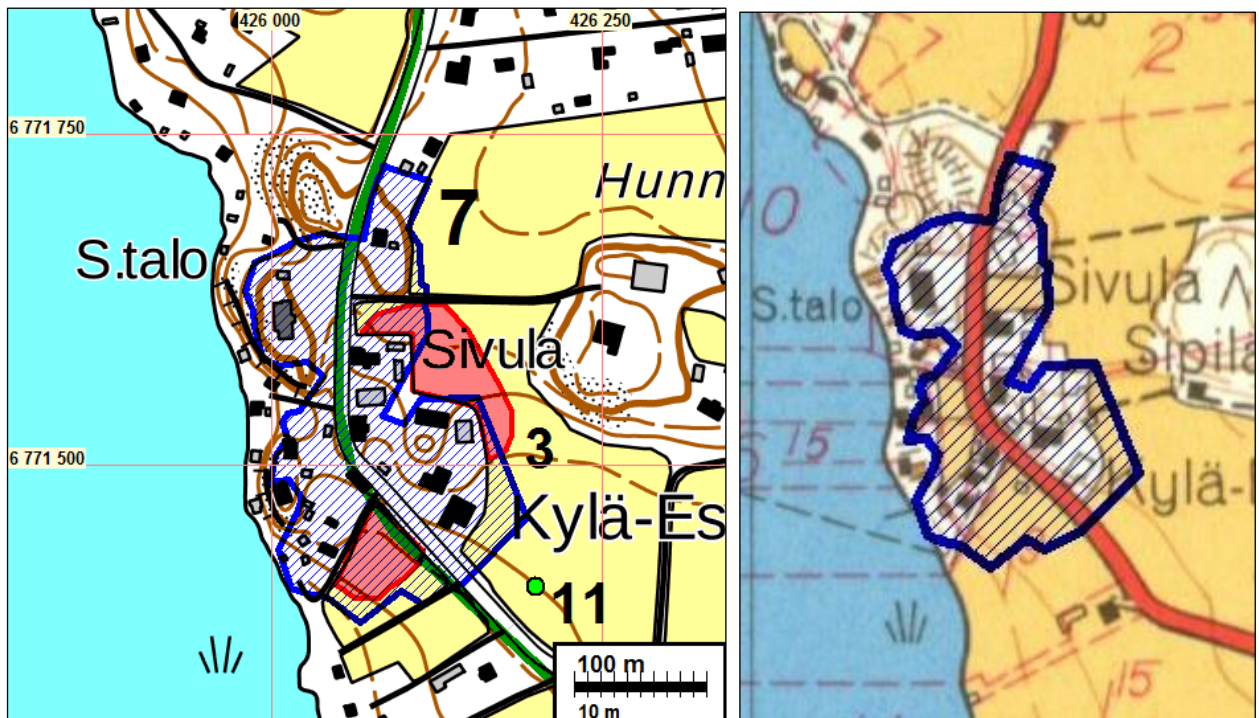 426 000
426 250
6 771 750
Hunn
7
S.talo
Sivula
3
6 771 500
Kylä-Es
11
100 m
10 m
2
10
Sivula
S.talo
Sipilä
15
Kylä-
15